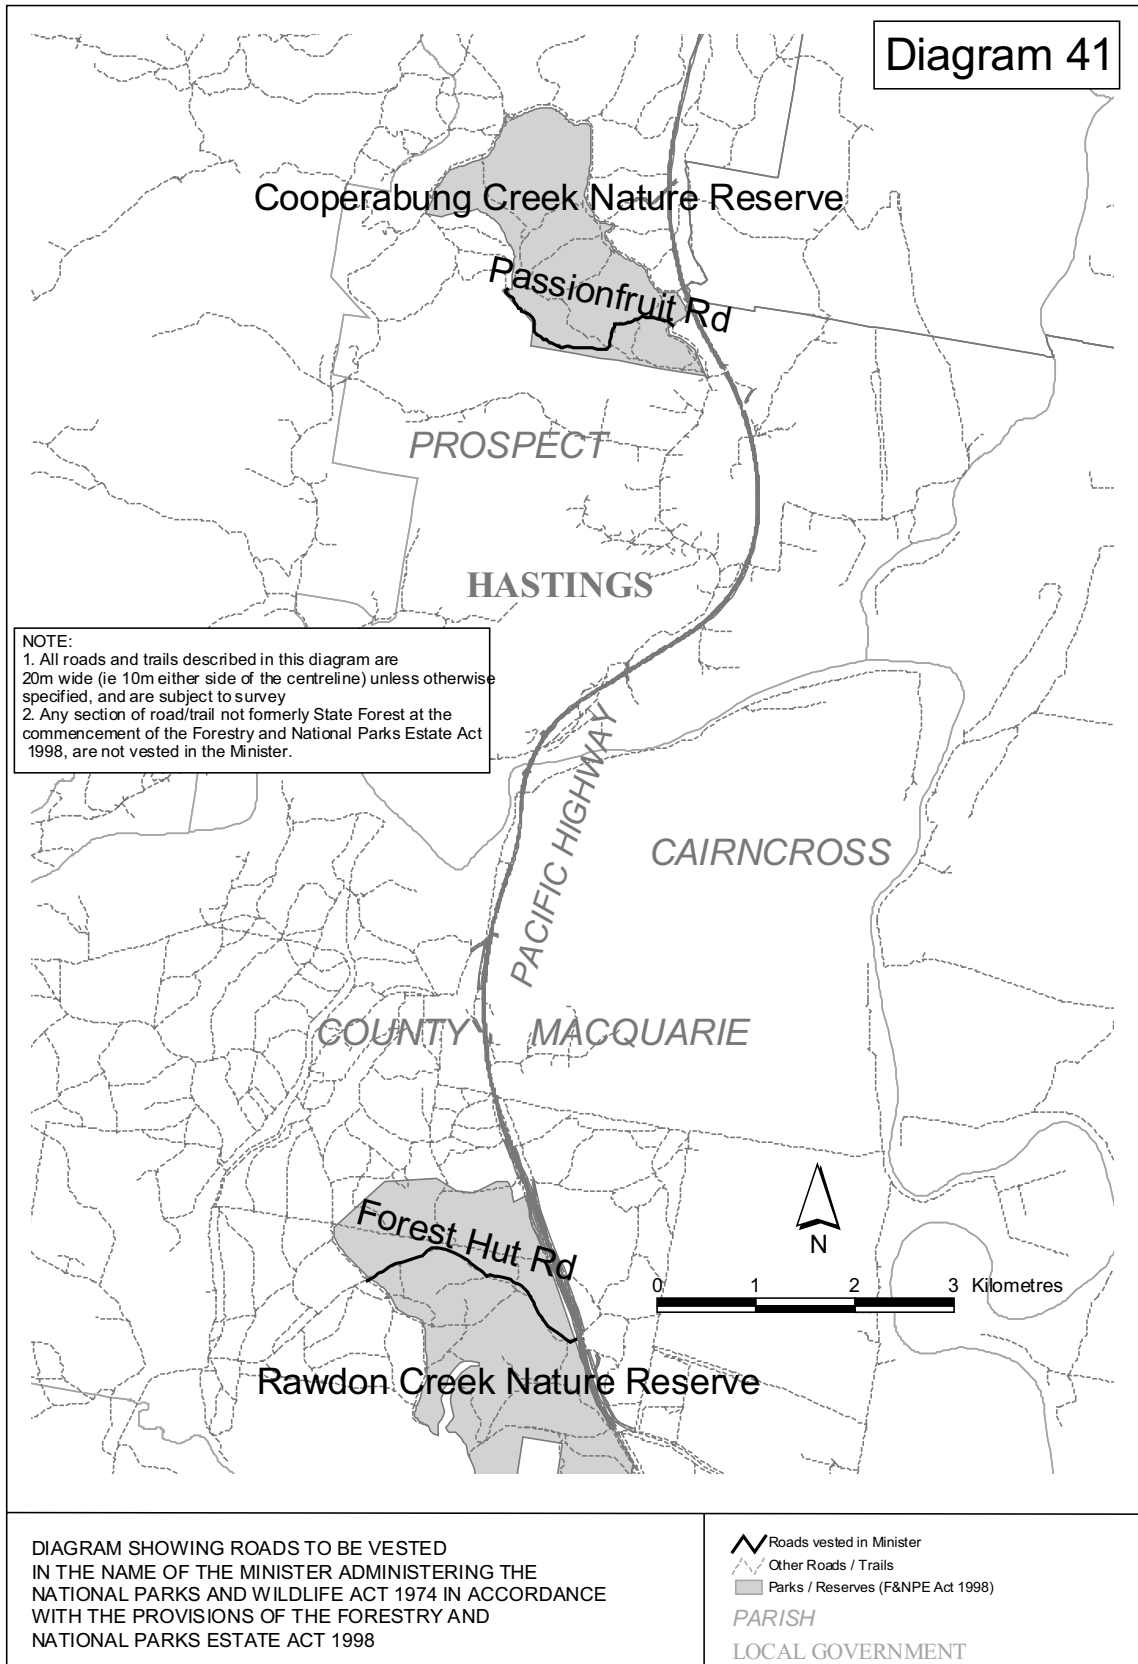 Diagram 41
Cooperabung Creek Nature Reserve
Passionfruit Rd
PROSPECT
HASTINGS
NOTE:
1. All roads and trails described in this diagram are
20m wide (ie 10m either side of the centreline) unless otherwise
specified, and are subject to survey
2. Any section of road/trail not formerly State Forest at the
commencement of the Forestry and National Parks Estate Act
1998, are not vested in the Minister.
PACIFIC HIGHWAY
CAIRNCROSS
COUNTY MACQUARIE
Forest Hut Rd
N
0 1 2 3 Kilometres
Rawdon Creek Nature Reserve
DIAGRAM SHOWING ROADS TO BE VESTED
IN THE NAME OF THE MINISTER ADMINISTERING THE
NATIONAL PARKS AND WILDLIFE ACT 1974 IN ACCORDANCE
WITH THE PROVISIONS OF THE FORESTRY AND
NATIONAL PARKS ESTATE ACT 1998
Roads vested in Minister
Other Roads / Trails
Parks / Reserves (F&NPE Act 1998)
PARISH
LOCAL GOVERNMENT